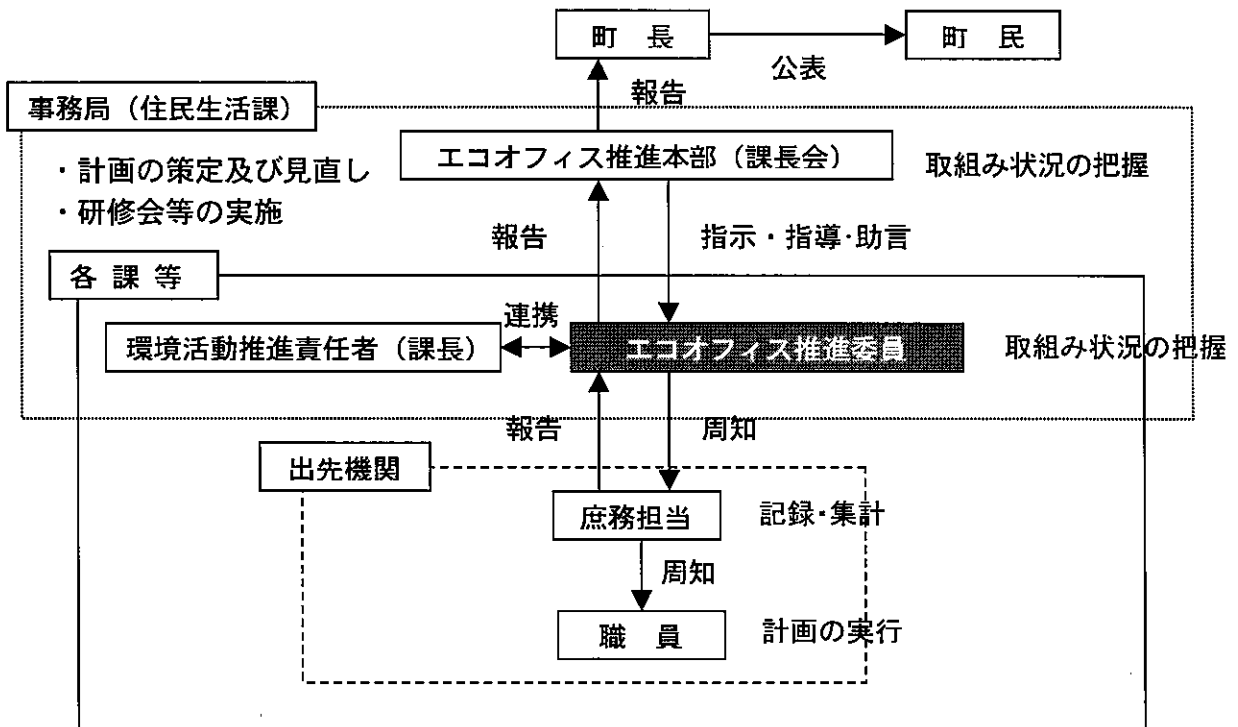 町 長
町 民
公表
報告
事務局（住民生活課）
エコオフィス推進本部（課長会）
取組み状況の把握
・計画の策定及び見直し
・研修会等の実施
報告
指示・指導・助言
各 課 等
連携
環境活動推進責任者（課長）
エコオフィス推進委員
取組み状況の把握
報告
周知
出先機関
庶務担当
記録・集計
周知
職 員
計画の実行